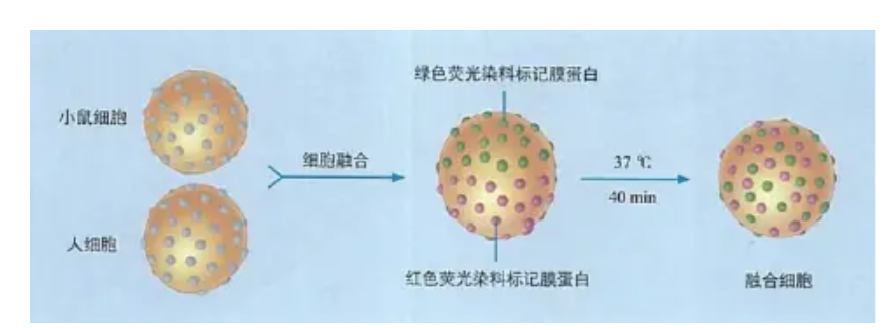 绿色荧光染料标记膜蛋白
小鼠细胞
细胞融合
37 ℃
40 min
人细胞
红色荧光染料标记膜蛋白
融合细胞